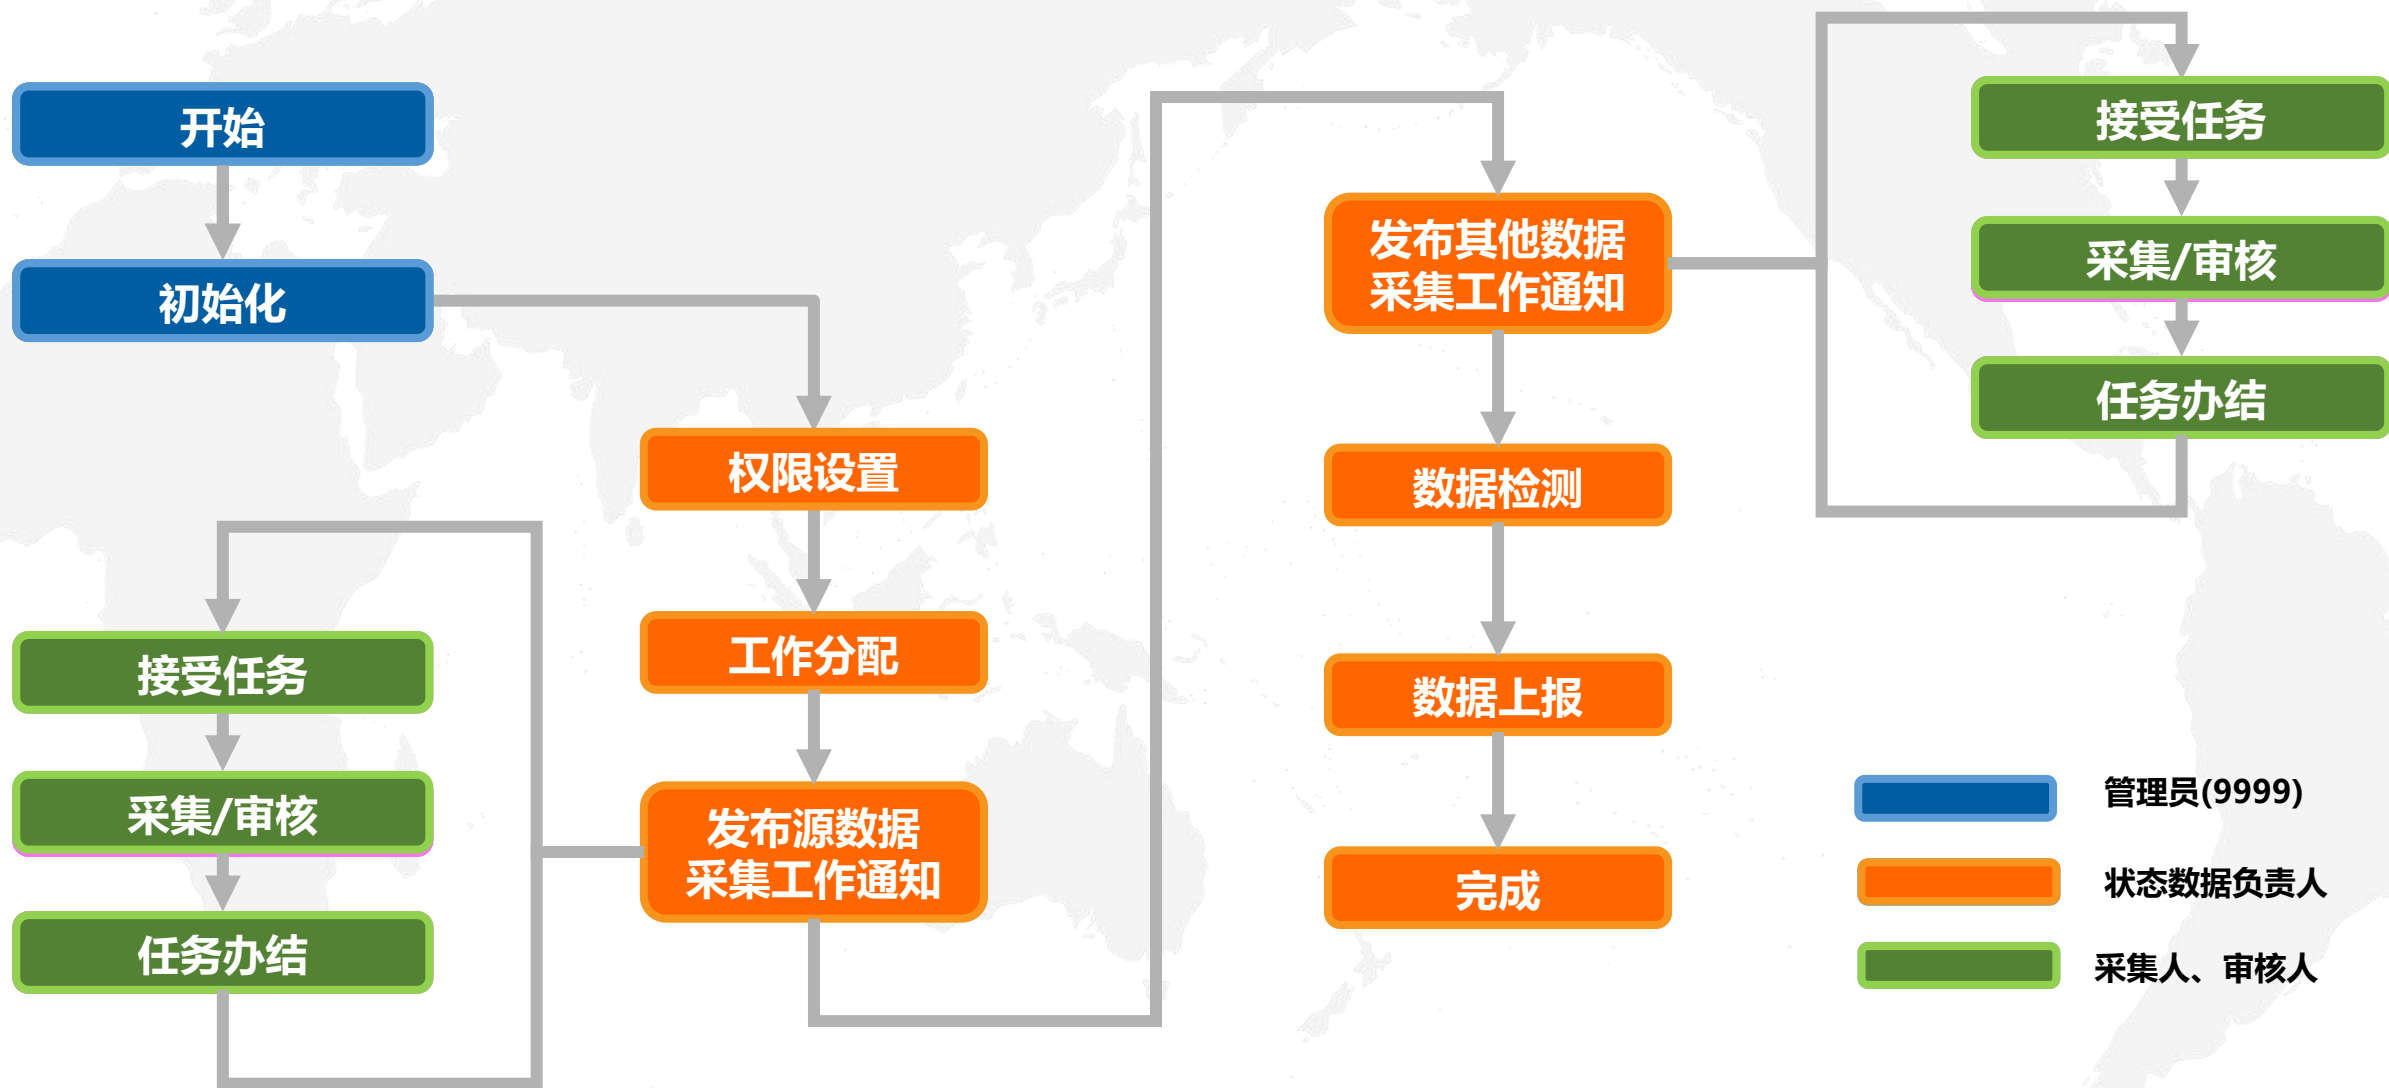 开始
初始化
权限设置
工作分配
发布源数据
采集工作通知
接受任务
采集/审核
任务办结
发布其他数据
采集工作通知
数据检测
数据上报
完成
接受任务
采集/审核
任务办结
管理员(9999)
状态数据负责人
采集人、审核人